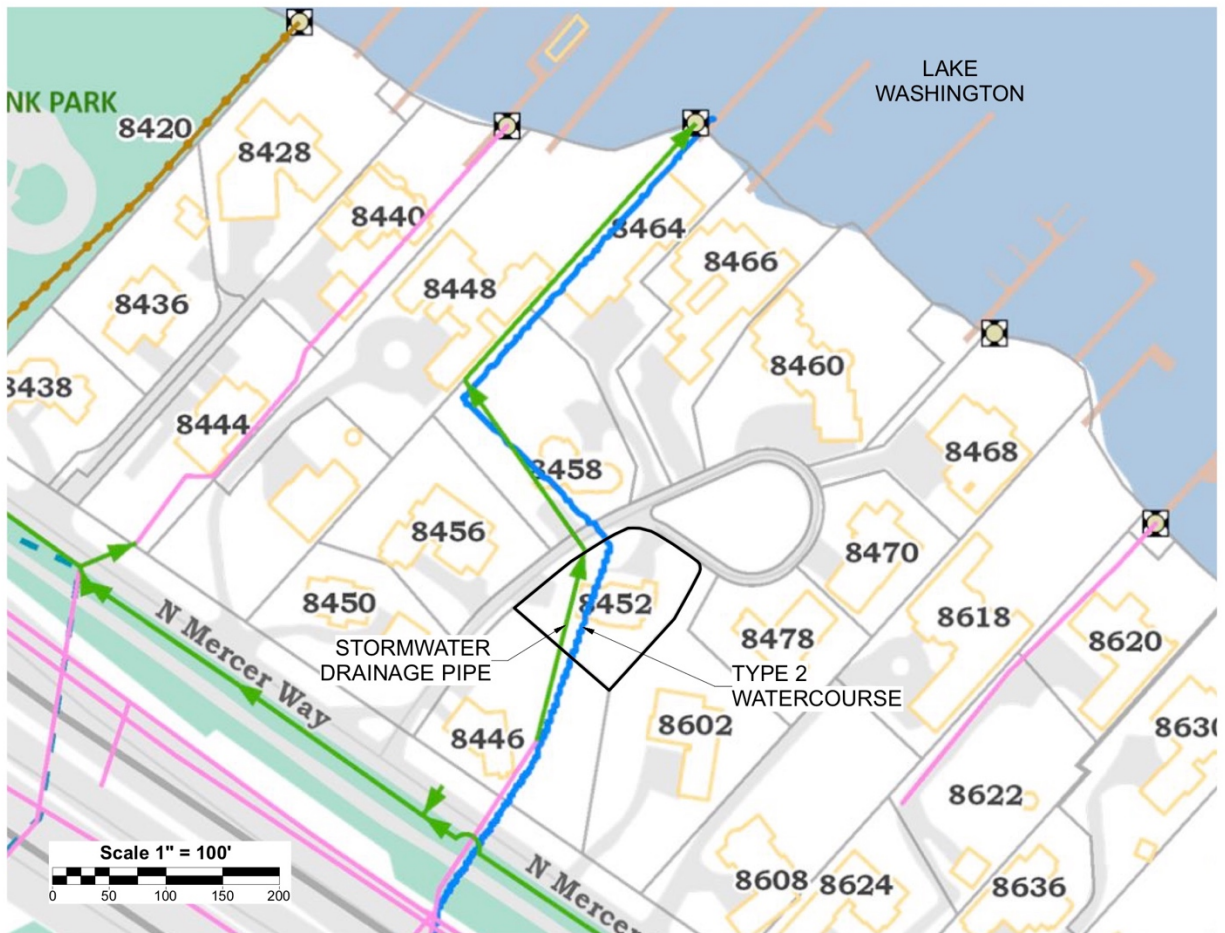 LAKE
WASHINGTON
NK PARK
8420
8428
8440
8464
8466
8436
8448
8460
8438
8444
8458
8468
8456
8470
8450
8452
8618
8620
8478
STORMWATER
DRAINAGE PIPE
TYPE 2
WATERCOURSE
N Mercer Way
8446
8602
8630
8622
Scale 1" = 100'
0 50 100 150 200
N Mercer
8608
8624
8636